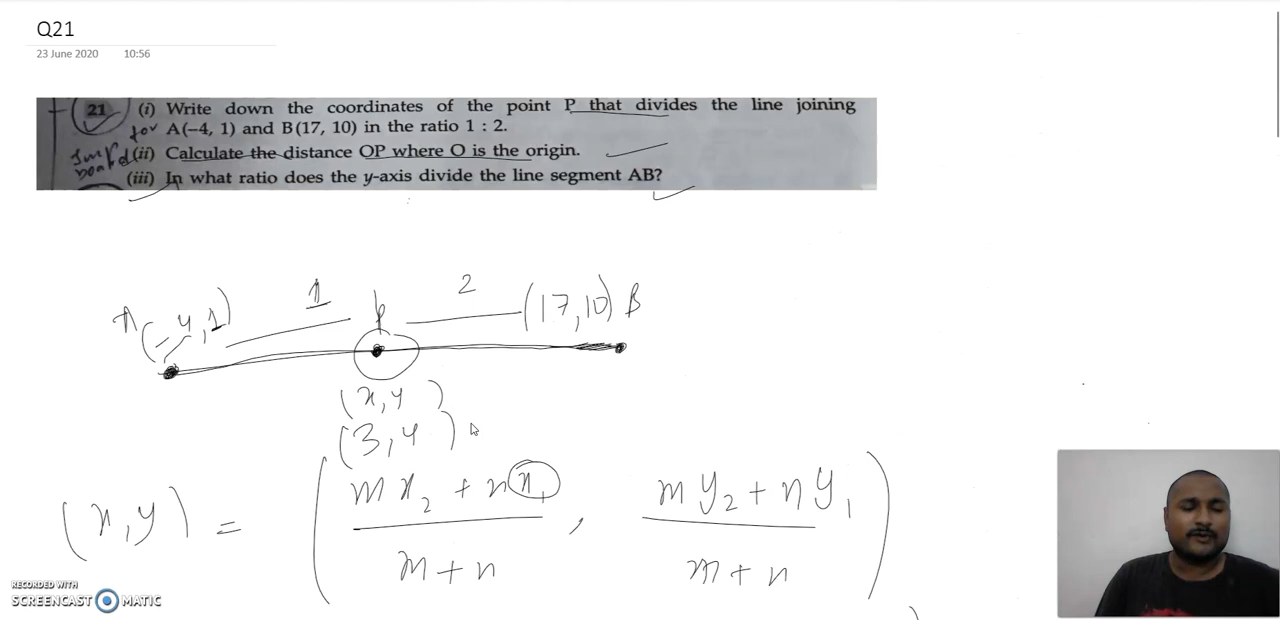 Q21
23 June 2020 10:56
21 (i) Write down the coordinates of the point P that divides the line joining
for A(−4, 1) and B(17, 10) in the ratio 1 : 2.
(ii) Calculate the distance OP where O is the origin.
board (iii) In what ratio does the y-axis divide the line segment AB?
1 2
A (-4,1) P (17,10) B
(x,y)
(3,4)
(x,y) = ( mx₂ + nx₁ / m+n , my₂ + ny₁ / m+n )
RECORDED WITH
SCREENCAST MATIC